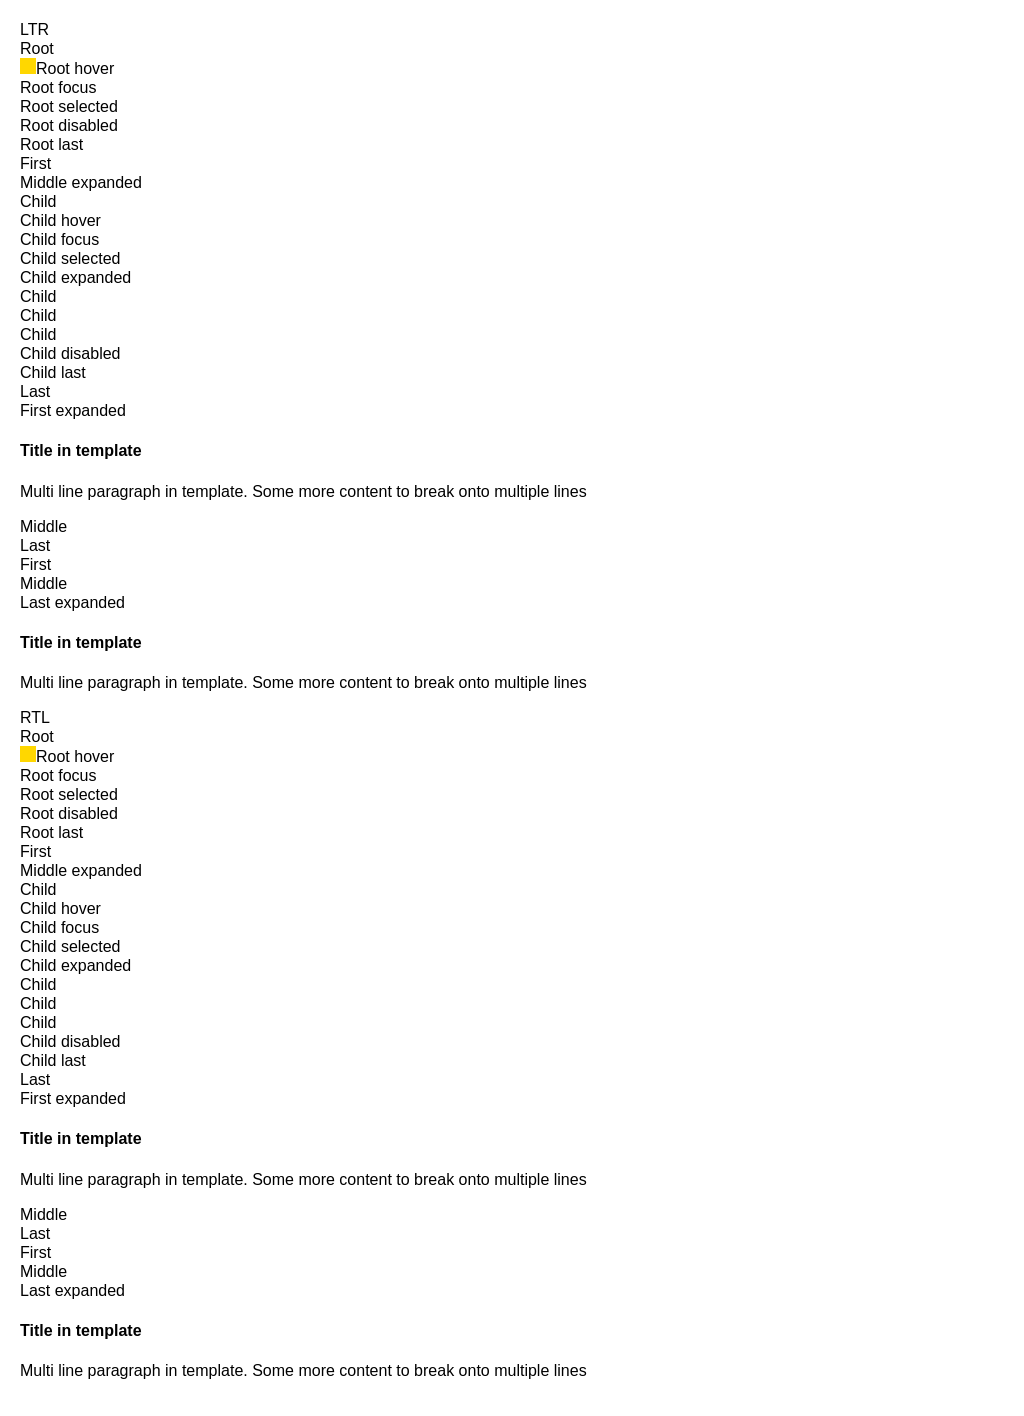 LTR
Root
Root hover
Root focus
Root selected
Root disabled
Root last
First
Middle expanded
Child
Child hover
Child focus
Child selected
Child expanded
Child
Child
Child
Child disabled
Child last
Last
First expanded
Title in template
Multi line paragraph in template. Some more content to break onto multiple lines
Middle
Last
First
Middle
Last expanded
Title in template
Multi line paragraph in template. Some more content to break onto multiple lines
RTL
Root
Root hover
Root focus
Root selected
Root disabled
Root last
First
Middle expanded
Child
Child hover
Child focus
Child selected
Child expanded
Child
Child
Child
Child disabled
Child last
Last
First expanded
Title in template
Multi line paragraph in template. Some more content to break onto multiple lines
Middle
Last
First
Middle
Last expanded
Title in template
Multi line paragraph in template. Some more content to break onto multiple lines